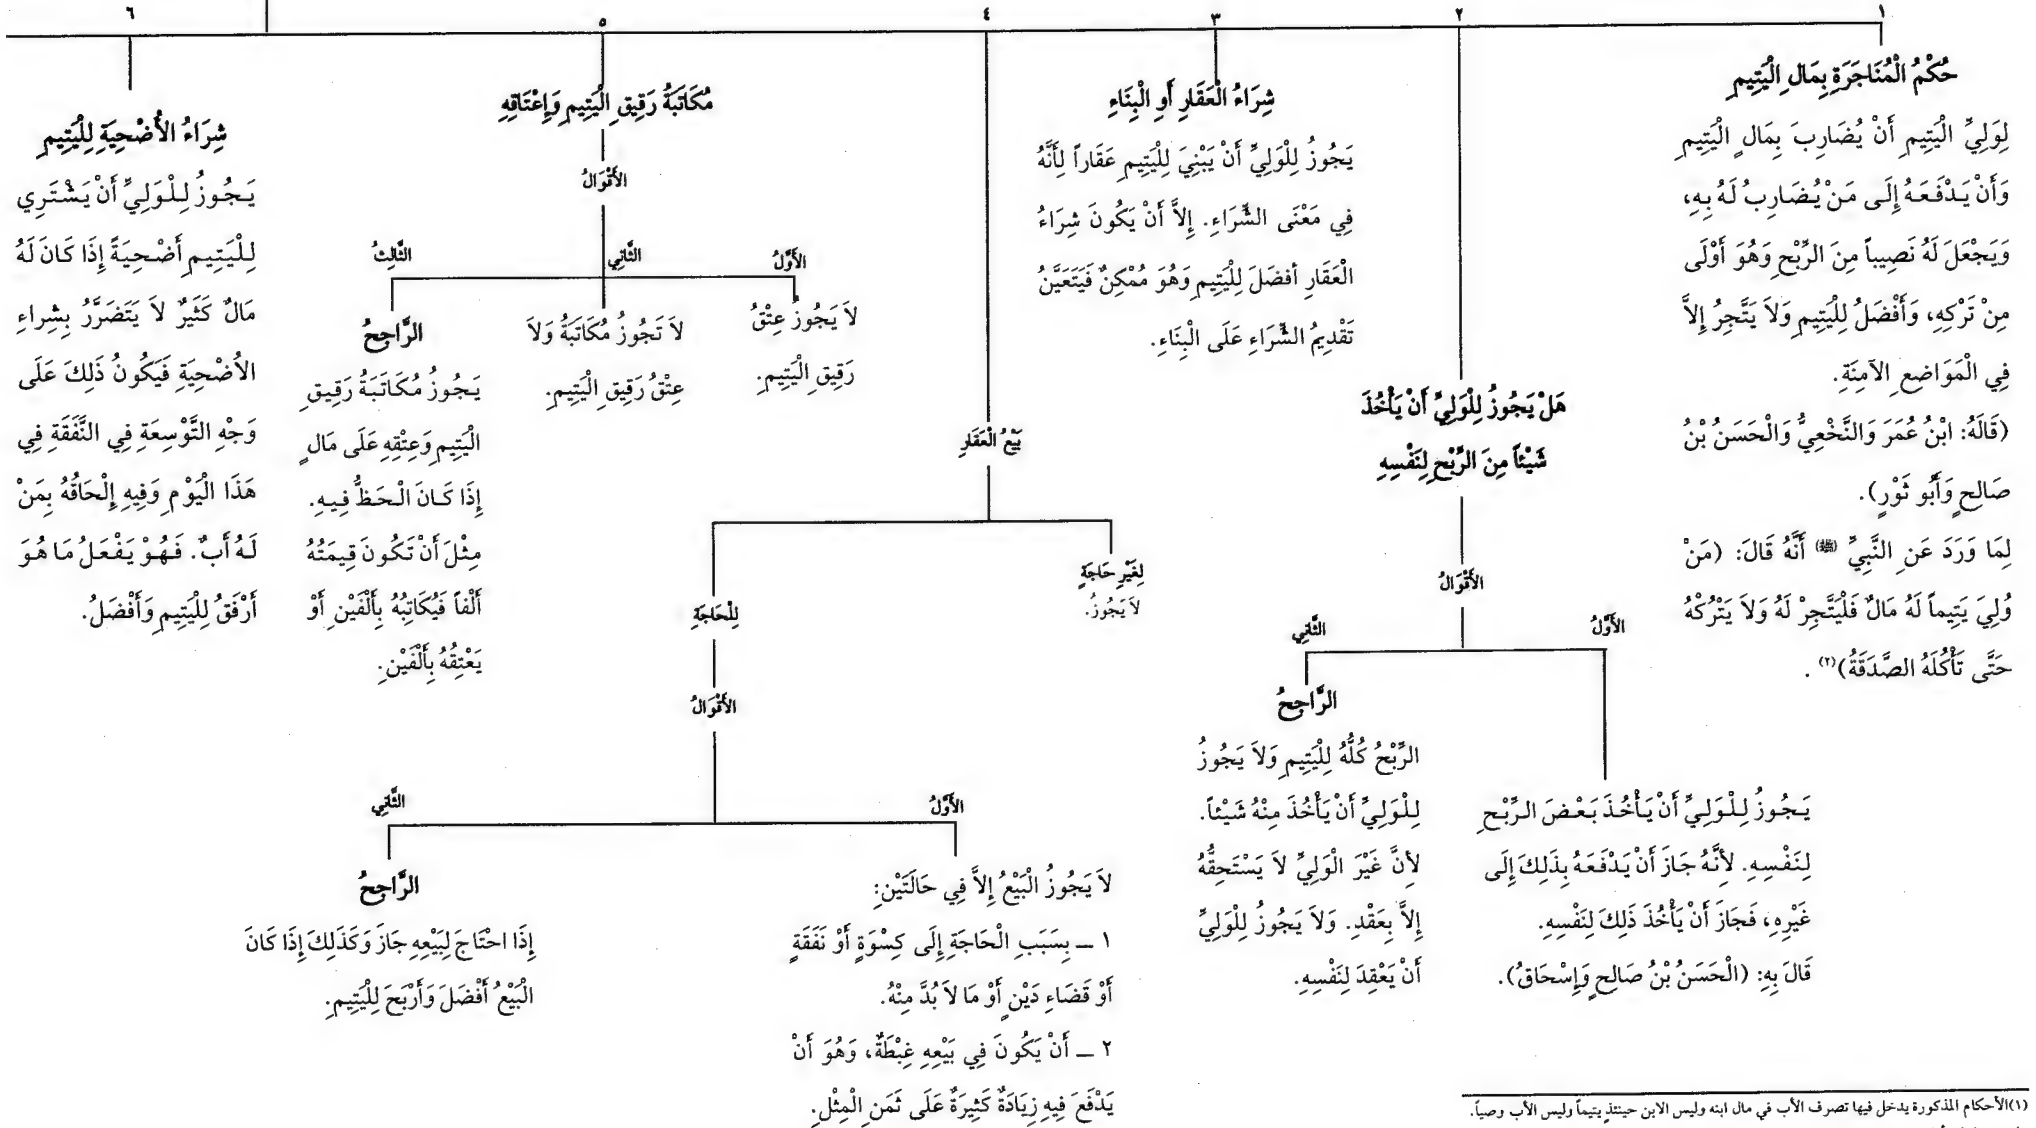 ١
حُكْمُ الْمُتَاجَرَةِ بِمَالِ الْيَتِيمِ
لِوَلِيِّ الْيَتِيمِ أَنْ يُضَارِبَ بِمَالِ الْيَتِيمِ
وَأَنْ يَدْفَعَهُ إِلَى مَنْ يُضَارِبُ لَهُ بِهِ،
وَيَجْعَلَ لَهُ نَصِيباً مِنَ الرِّبْحِ وَهُوَ أَوْلَى
مِنْ تَرْكِهِ، وَأَفْضَلُ لِلْيَتِيمِ وَلاَ يَتَّجِرُ إِلاَّ
فِي الْمَوَاضِعِ الآمِنَةِ.
(قَالَهُ: ابْنُ عُمَرَ وَالنَّخْعِيُّ وَالْحَسَنُ بْنُ
صَالِحٍ وَأَبُو ثَوْرٍ).
لِمَا وَرَدَ عَنِ النَّبِيِّ (ﷺ) أَنَّهُ قَالَ: (مَنْ
وُلِيَ يَتِيماً لَهُ مَالٌ فَلْيَتَّجِرْ لَهُ وَلاَ يَتْرُكْهُ
حَتَّى تَأْكُلَهُ الصَّدَقَةُ)(٢).
٢
هَلْ يَجُوزُ لِلْوَلِيِّ أَنْ يَأْخُذَ
شَيْئاً مِنَ الرِّبْحِ لِنَفْسِهِ
الأَقْوَالُ
الأَوَّلُ
يَجُوزُ لِلْوَلِيِّ أَنْ يَأْخُذَ بَعْضَ الرِّبْحِ
لِنَفْسِهِ. لأَنَّهُ جَازَ أَنْ يَدْفَعَهُ بِذَلِكَ إِلَى
غَيْرِهِ، فَجَازَ أَنْ يَأْخُذَ ذَلِكَ لِنَفْسِهِ.
قَالَ بِهِ: (الْحَسَنُ بْنُ صَالِحٍ وَإِسْحَاقُ).
الثَّانِي
الرَّاجِحُ
الرِّبْحُ كُلُّهُ لِلْيَتِيمِ وَلاَ يَجُوزُ
لِلْوَلِيِّ أَنْ يَأْخُذَ مِنْهُ شَيْئاً.
لأنَّ غَيْرَ الْوَلِيِّ لاَ يَسْتَحِقُّهُ
إِلاَّ بِعَقْدٍ. وَلاَ يَجُوزُ لِلْوَلِيِّ
أَنْ يَعْقِدَ لِنَفْسِهِ.
٣
شِرَاءُ الْعَقَارِ أَوِ الْبِنَاءِ
يَجُوزُ لِلْوَلِيِّ أَنْ يَبْنِيَ لِلْيَتِيمِ عَقَاراً لِأَنَّهُ
فِي مَعْنَى الشِّرَاءِ. إِلاَّ أَنْ يَكُونَ شِرَاءُ
الْعَقَارِ أفضَلَ لِلْيَتِيمِ وَهُوَ مُمْكِنٌ فَيَتَعَيَّنُ
تَقْدِيمُ الشِّرَاءِ عَلَى الْبِنَاءِ.
٤
بَيْعُ الْعَقَارِ
لِغَيْرِ حَاجَةٍ
لاَ يَجُوزُ.
لِلْحَاجَةِ
الأَقْوَالُ
الأَوَّلُ
لاَ يَجُوزُ الْبَيْعُ إِلاَّ فِي حَالَتَيْنِ:
١ ــ بِسَبَبِ الْحَاجَةِ إِلَى كِسْوَةٍ أَوْ نَفَقَةٍ
أَوْ قَضَاءِ دَيْنٍ أَوْ مَا لاَ بُدَّ مِنْهُ.
٢ ــ أَنْ يَكُونَ فِي بَيْعِهِ غِبْطَةٌ، وَهُوَ أَنْ
يَدْفَعَ فِيهِ زِيَادَةً كَثِيرَةً عَلَى ثَمَنِ الْمِثْلِ.
الثَّانِي
الرَّاجِحُ
إِذَا احْتَاجَ لِبَيْعِهِ جَازَ وَكَذَلِكَ إِذَا كَانَ
الْبَيْعُ أَفْضَلَ وَأَرْبَحَ لِلْيَتِيمِ.
٥
مُكَاتَبَةُ رَقِيقِ الْيَتِيمِ وَإِعْتَاقِهِ
الأَقْوَالُ
الأَوَّلُ
لاَ يَجُوزُ عِتْقُ
رَقِيقِ الْيَتِيمِ.
الثَّانِي
لاَ تَجُوزُ مُكَاتَبَةُ وَلاَ
عِتْقُ رَقِيقِ الْيَتِيمِ.
الثَّالِثُ
الرَّاجِحُ
يَجُوزُ مُكَاتَبَةُ رَقِيقِ
الْيَتِيمِ وَعِتْقِهِ عَلَى مَالٍ
إِذَا كَانَ الْحَظُّ فِيهِ.
مِثْلَ أَنْ تَكُونَ قِيمَتُهُ
أَلْفاً فَيُكَاتِبُهُ بِأَلْفَيْنِ أَوْ
يَعْتِقُهُ بِأَلْفَيْنِ.
٦
شِرَاءُ الأُضْحِيَةِ لِلْيَتِيمِ
يَجُوزُ لِلْوَلِيِّ أَنْ يَشْتَرِي
لِلْيَتِيمِ أُضْحِيَةً إِذَا كَانَ لَهُ
مَالٌ كَثَيرٌ لاَ يَتَضَرَّرُ بِشِراءِ
الأُضْحِيَةِ فَيَكُونُ ذَلِكَ عَلَى
وَجْهِ التَّوْسِعَةِ فِي النَّفَقَةِ فِي
هَذَا الْيَوْمِ وَفِيهِ إِلْحَاقُهُ بِمَنْ
لَهُ أَبٌ. فَهُوْ يَفْعَلُ مَا هُوَ
أَرْفَقُ لِلْيَتِيمِ وَأَفْضَلُ.
(١)الأحكام المذكورة يدخل فيها تصرف الأب في مال ابنه وليس الابن حينئذٍ يتيماً وليس الأب وصياً.